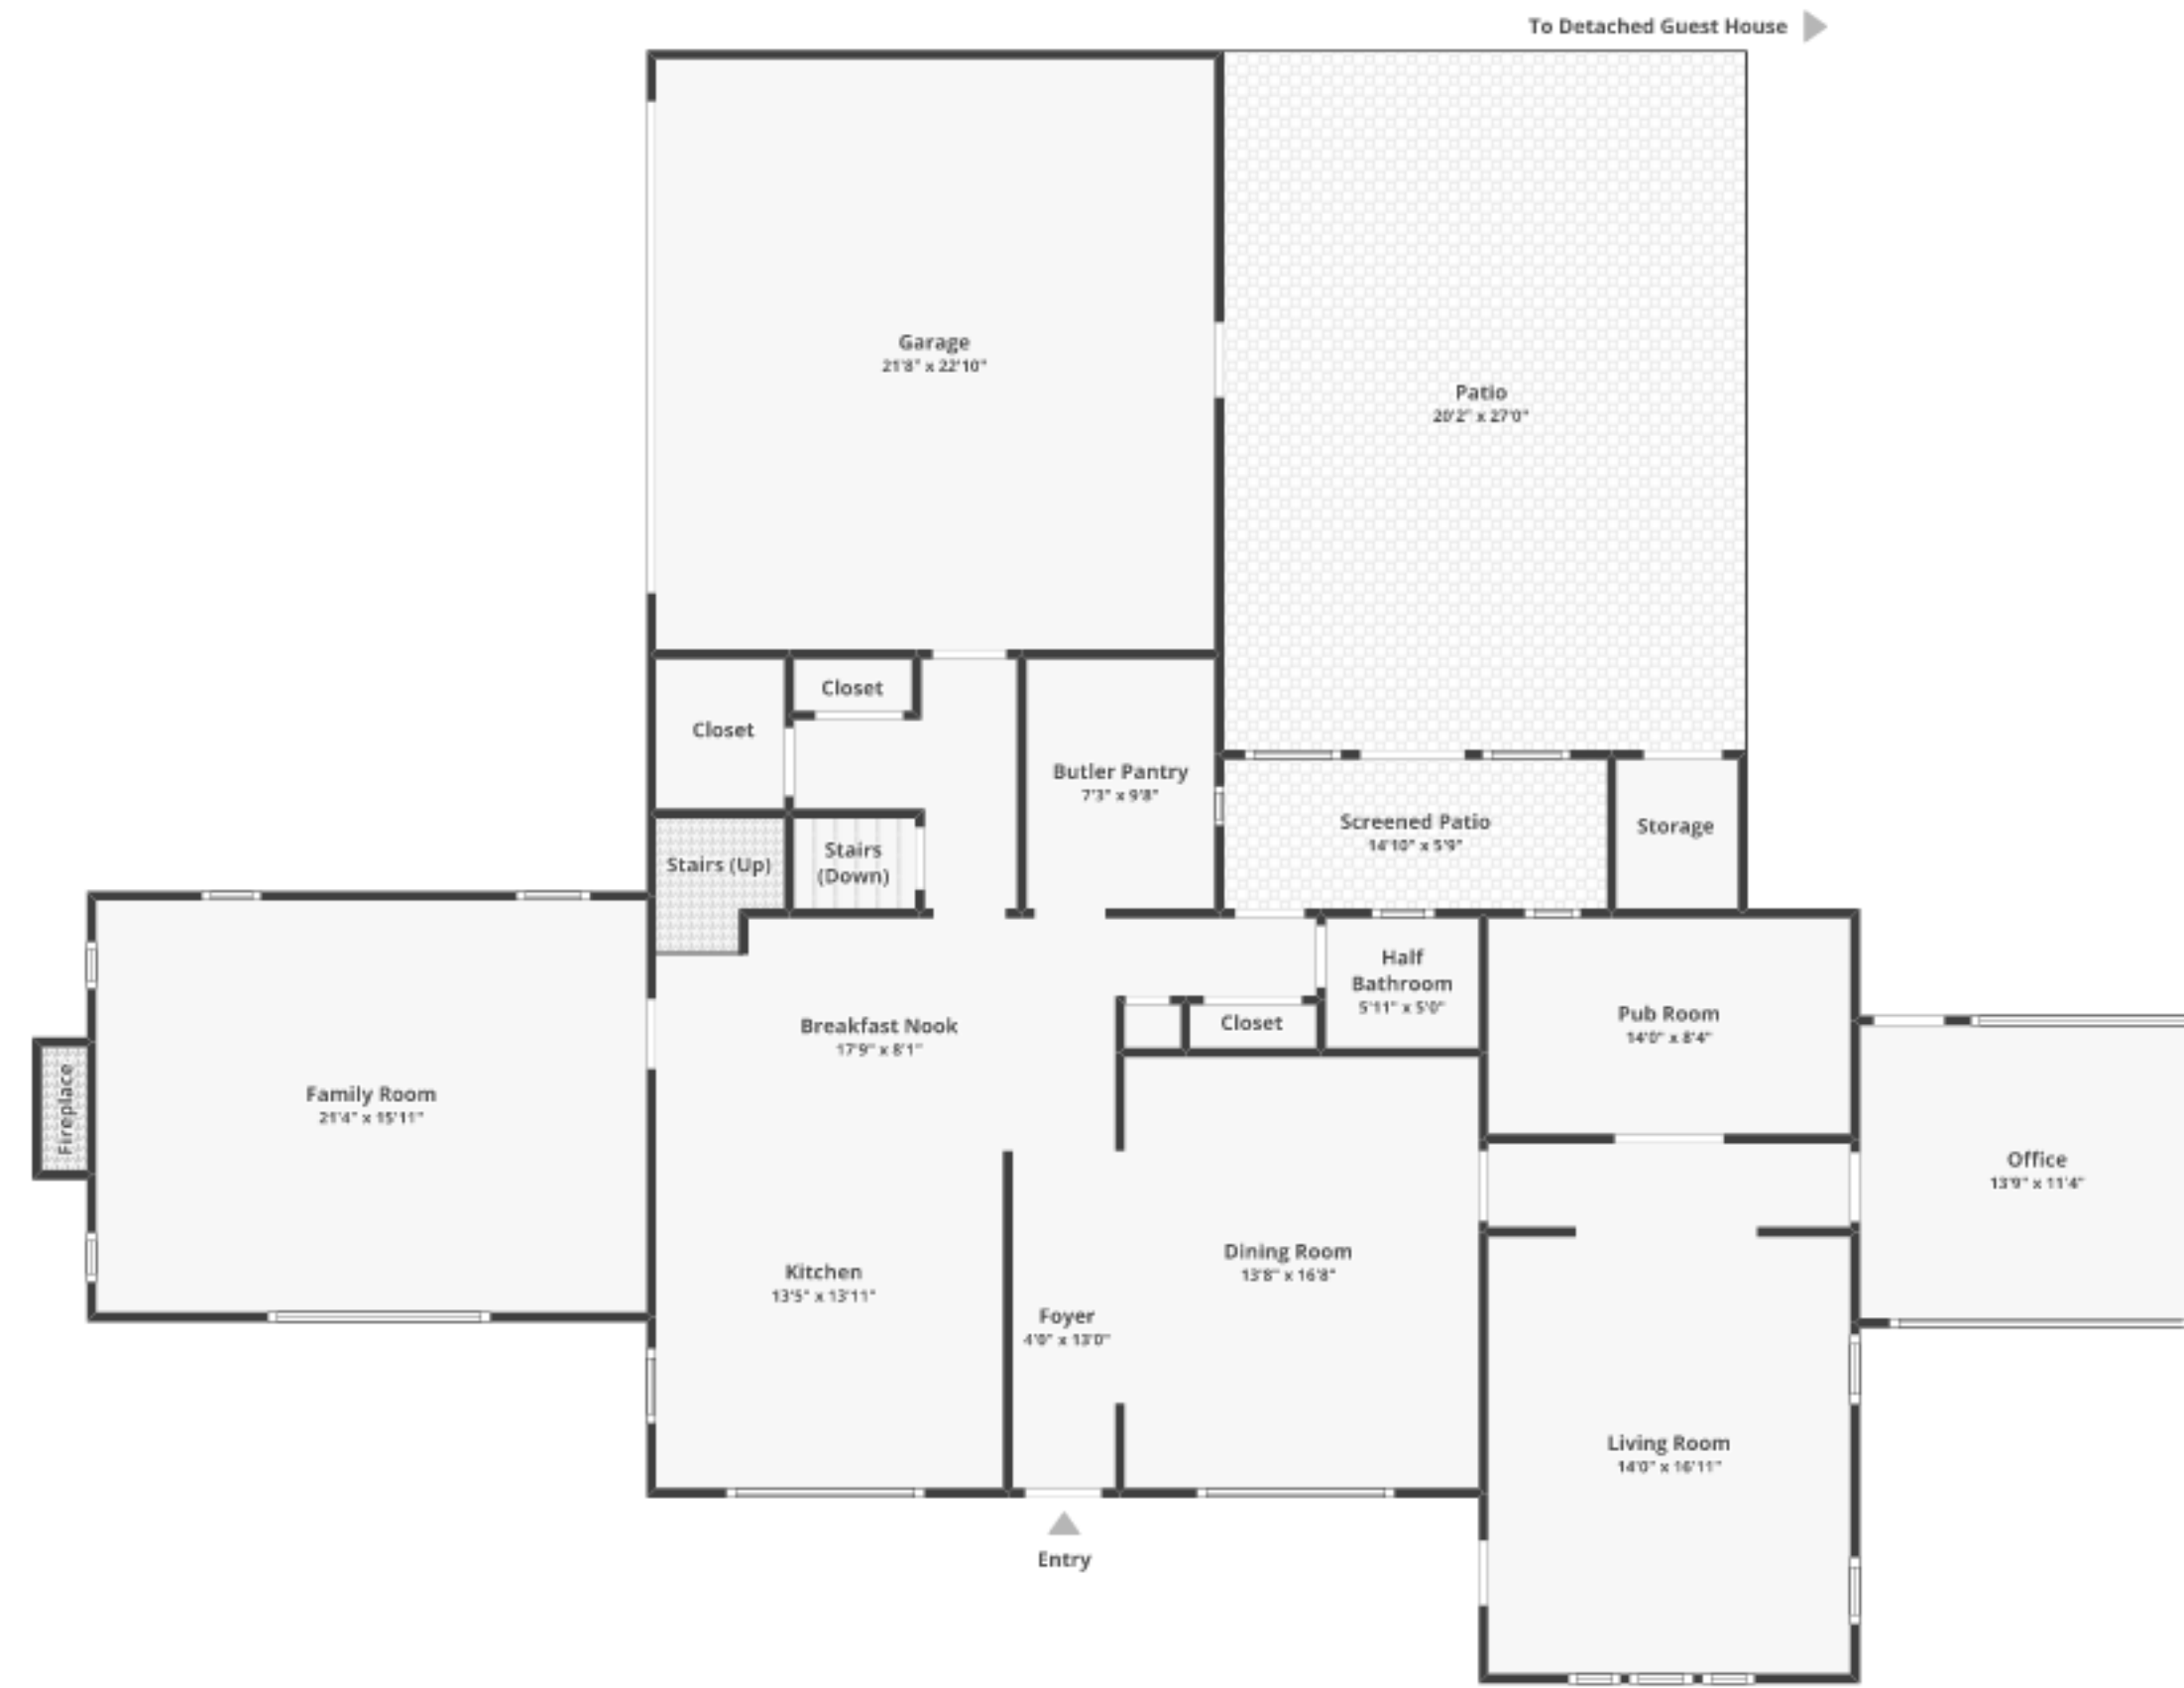 To Detached Guest House
Garage
21'8" x 22'10"
Patio
20'2" x 27'0"
Closet
Closet
Butler Pantry
7'3" x 9'8"
Screened Patio
14'10" x 5'9"
Storage
Stairs (Up)
Stairs
(Down)
Half
Bathroom
5'11" x 5'0"
Closet
Pub Room
14'0" x 8'4"
Breakfast Nook
17'9" x 8'1"
Family Room
21'4" x 15'11"
Fireplace
Office
13'9" x 11'4"
Dining Room
13'8" x 16'8"
Kitchen
13'5" x 13'11"
Foyer
4'0" x 13'0"
Living Room
14'0" x 16'11"
Entry